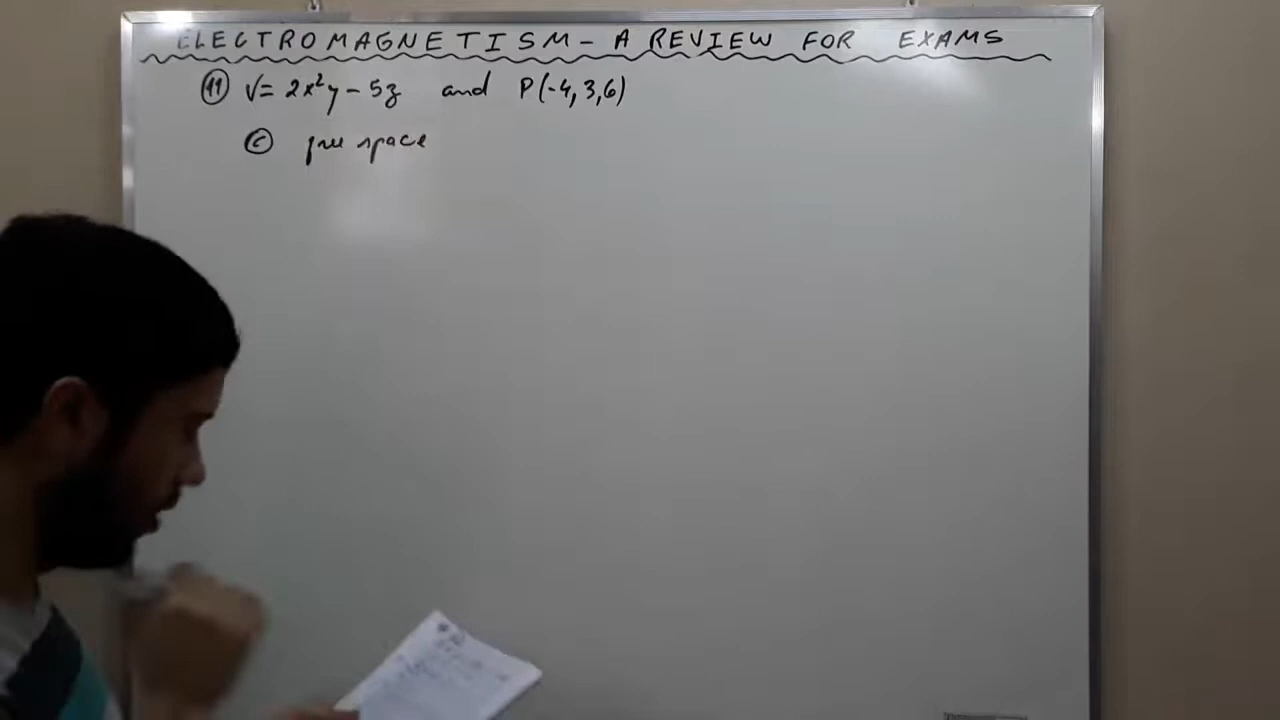 ELECTROMAGNETISM - A REVIEW FOR EXAMS
⑪ V = 2x²y - 5z and P(-4, 3, 6)
ⓒ free space